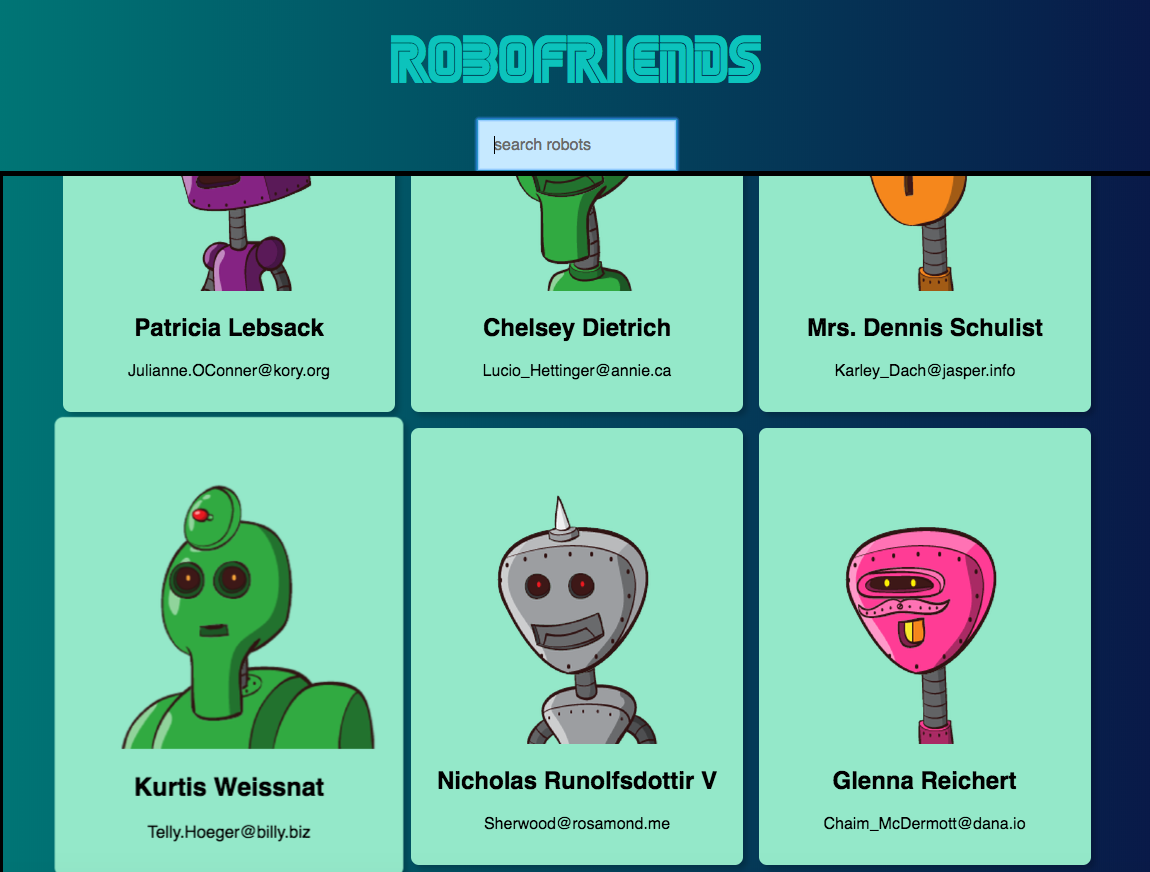 ROBOFRIENDS
search robots
Patricia Lebsack
Julianne.OConner@kory.org
Chelsey Dietrich
Lucio_Hettinger@annie.ca
Mrs. Dennis Schulist
Karley_Dach@jasper.info
Kurtis Weissnat
Telly.Hoeger@billy.biz
Nicholas Runolfsdottir V
Sherwood@rosamond.me
Glenna Reichert
Chaim_McDermott@dana.io